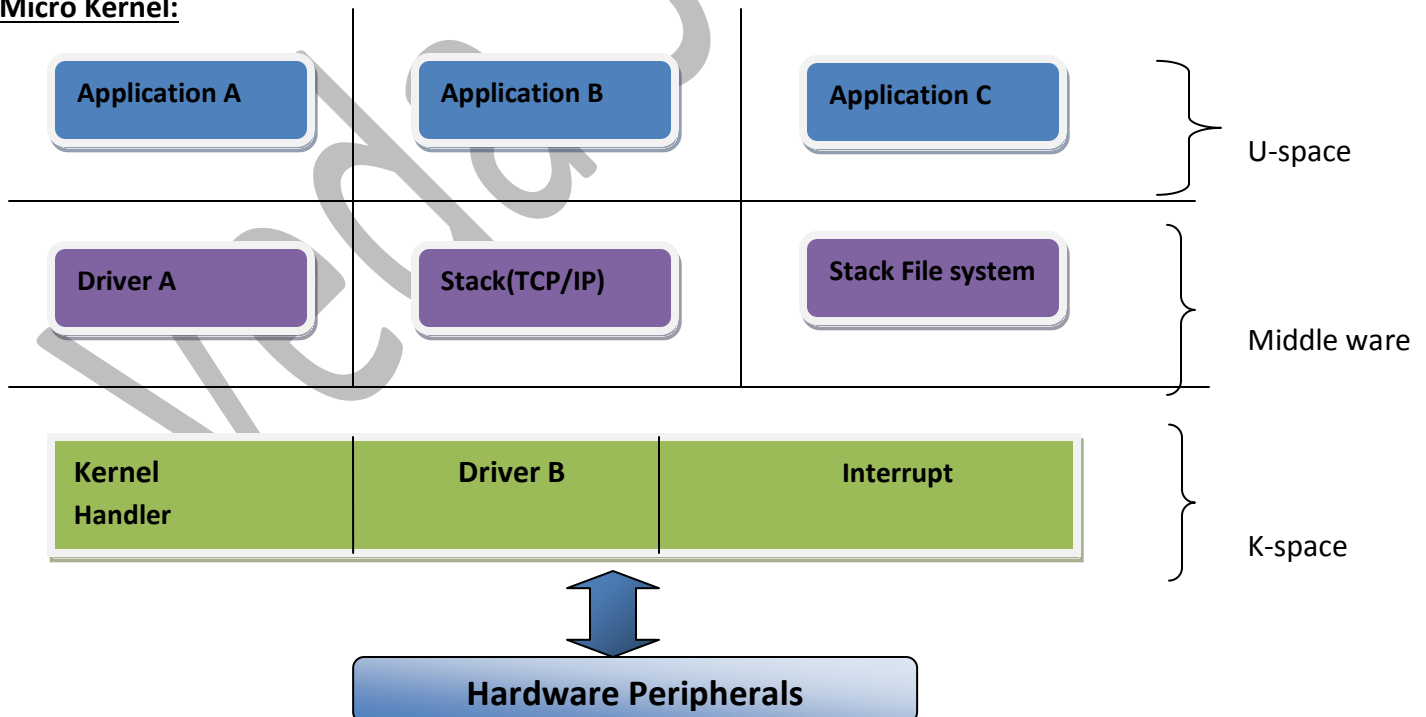 Micro Kernel:
Application A
Application B
Application C
U-space
Driver A
Stack(TCP/IP)
Stack File system
Middle ware
Kernel
Handler
Driver B
Interrupt
K-space
Hardware Peripherals